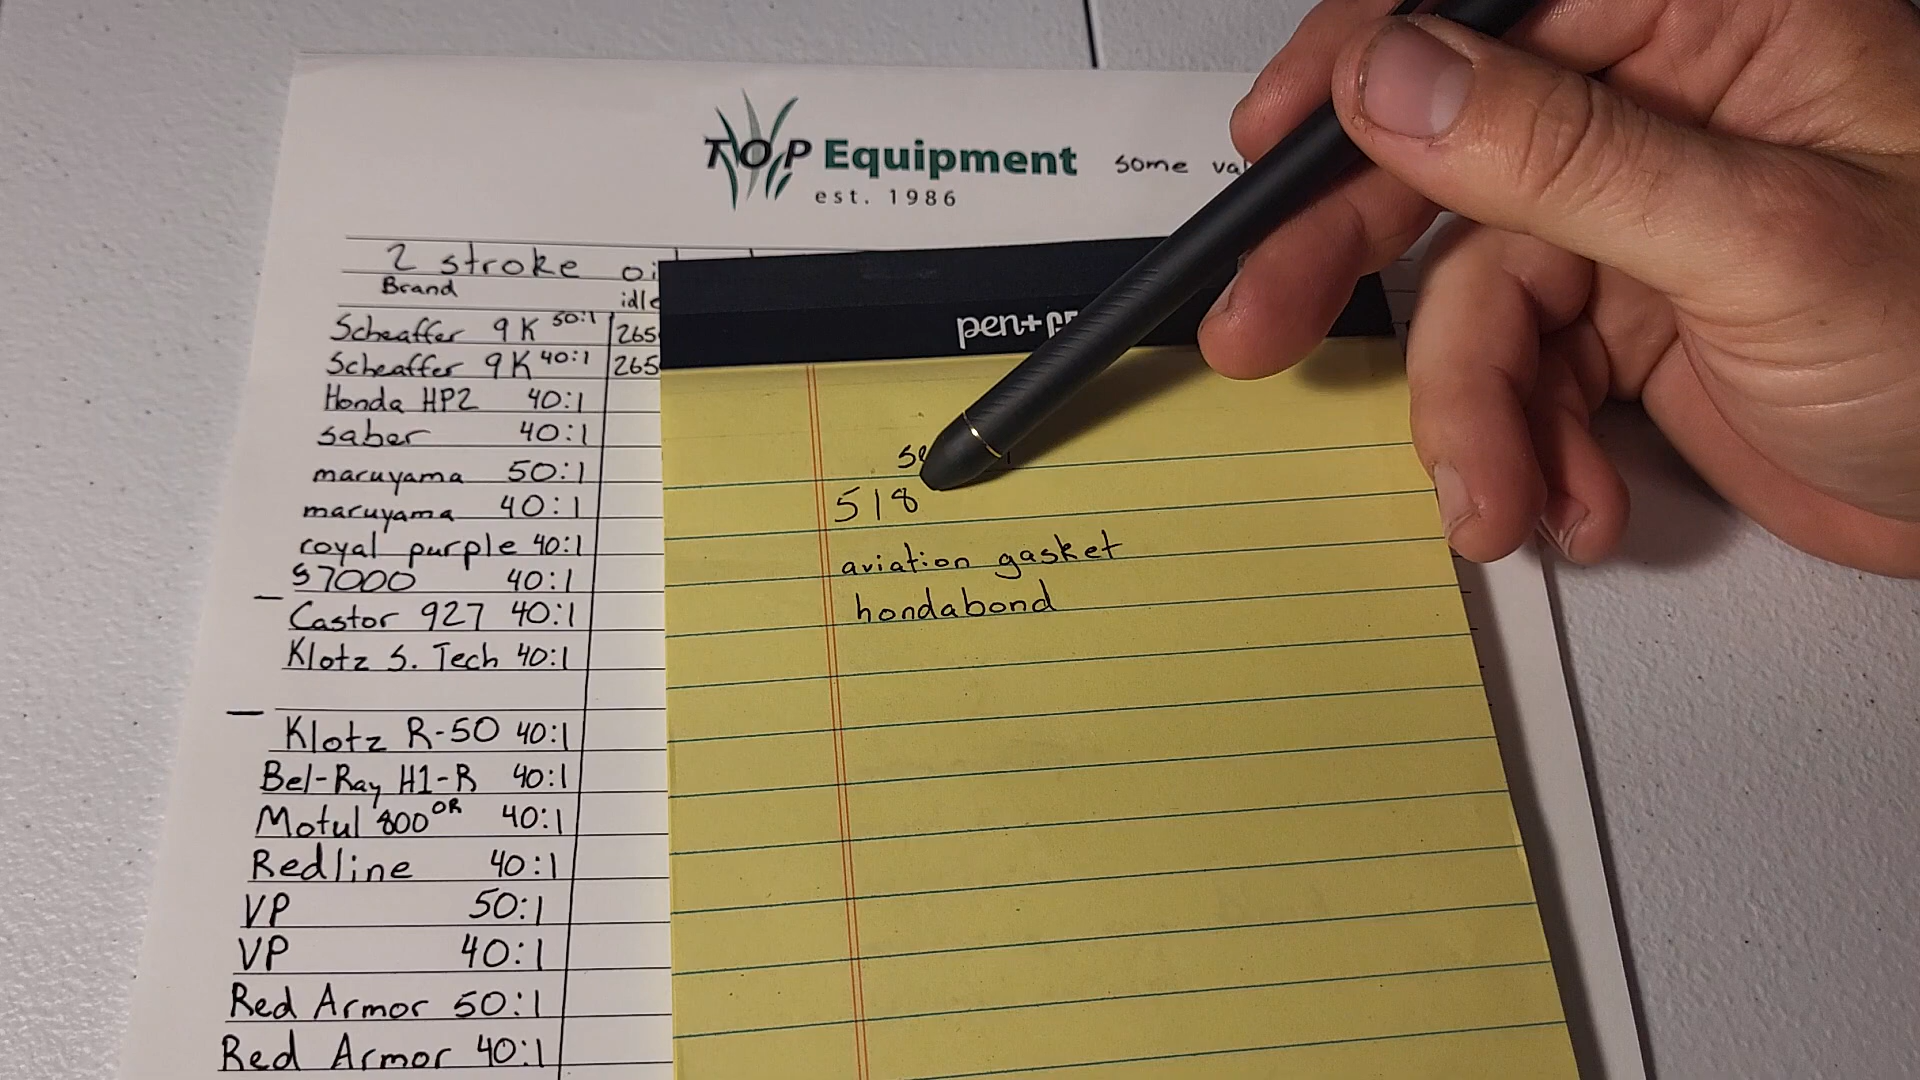 TOP Equipment some
est. 1986
2 stroke
Brand
idle
Scheaffer 9K 50:1 265
Scheaffer 9K 40:1 265
Honda HP2 40:1
saber 40:1
maruyama 50:1
maruyama 40:1
royal purple 40:1
S7000 40:1
Castor 927 40:1
Klotz S. Tech 40:1
Klotz R-50 40:1
Bel-Ray H1-R 40:1
Motul 800 OR 40:1
Redline 40:1
VP 50:1
VP 40:1
Red Armor 50:1
Red Armor 40:1
pen+
518
aviation gasket
hondabond